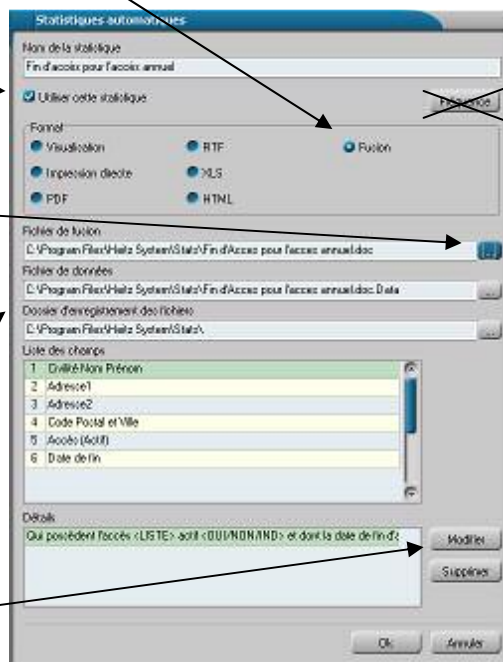 Statistiques automatiques
Nom de la statistique
Fin d'accès pour l'accès annuel
Utiliser cette statistique
Fréquence
Format
Visualisation
RTF
Fusion
Impression directe
XLS
PDF
HTML
Fichier de fusion
C:\Program Files\Heitz System\Stats\Fin d'Acces pour l'acces annuel.doc
...
Fichier de données
C:\Program Files\Heitz System\Stats\Fin d'Acces pour l'acces annuel.doc.Data
...
Dossier d'enregistrement des fichiers
C:\Program Files\Heitz System\Stats\
...
Liste des champs
1 Civilité Nom Prénom
2 Adresse1
3 Adresse2
4 Code Postal et Ville
5 Accès (Actif)
6 Date de fin
Détails
Qui possèdent l'accès <LISTE> actif <OUI/NON/IND> et dont la date de fin d'a
Modifier
Supprimer
Ok
Annuler